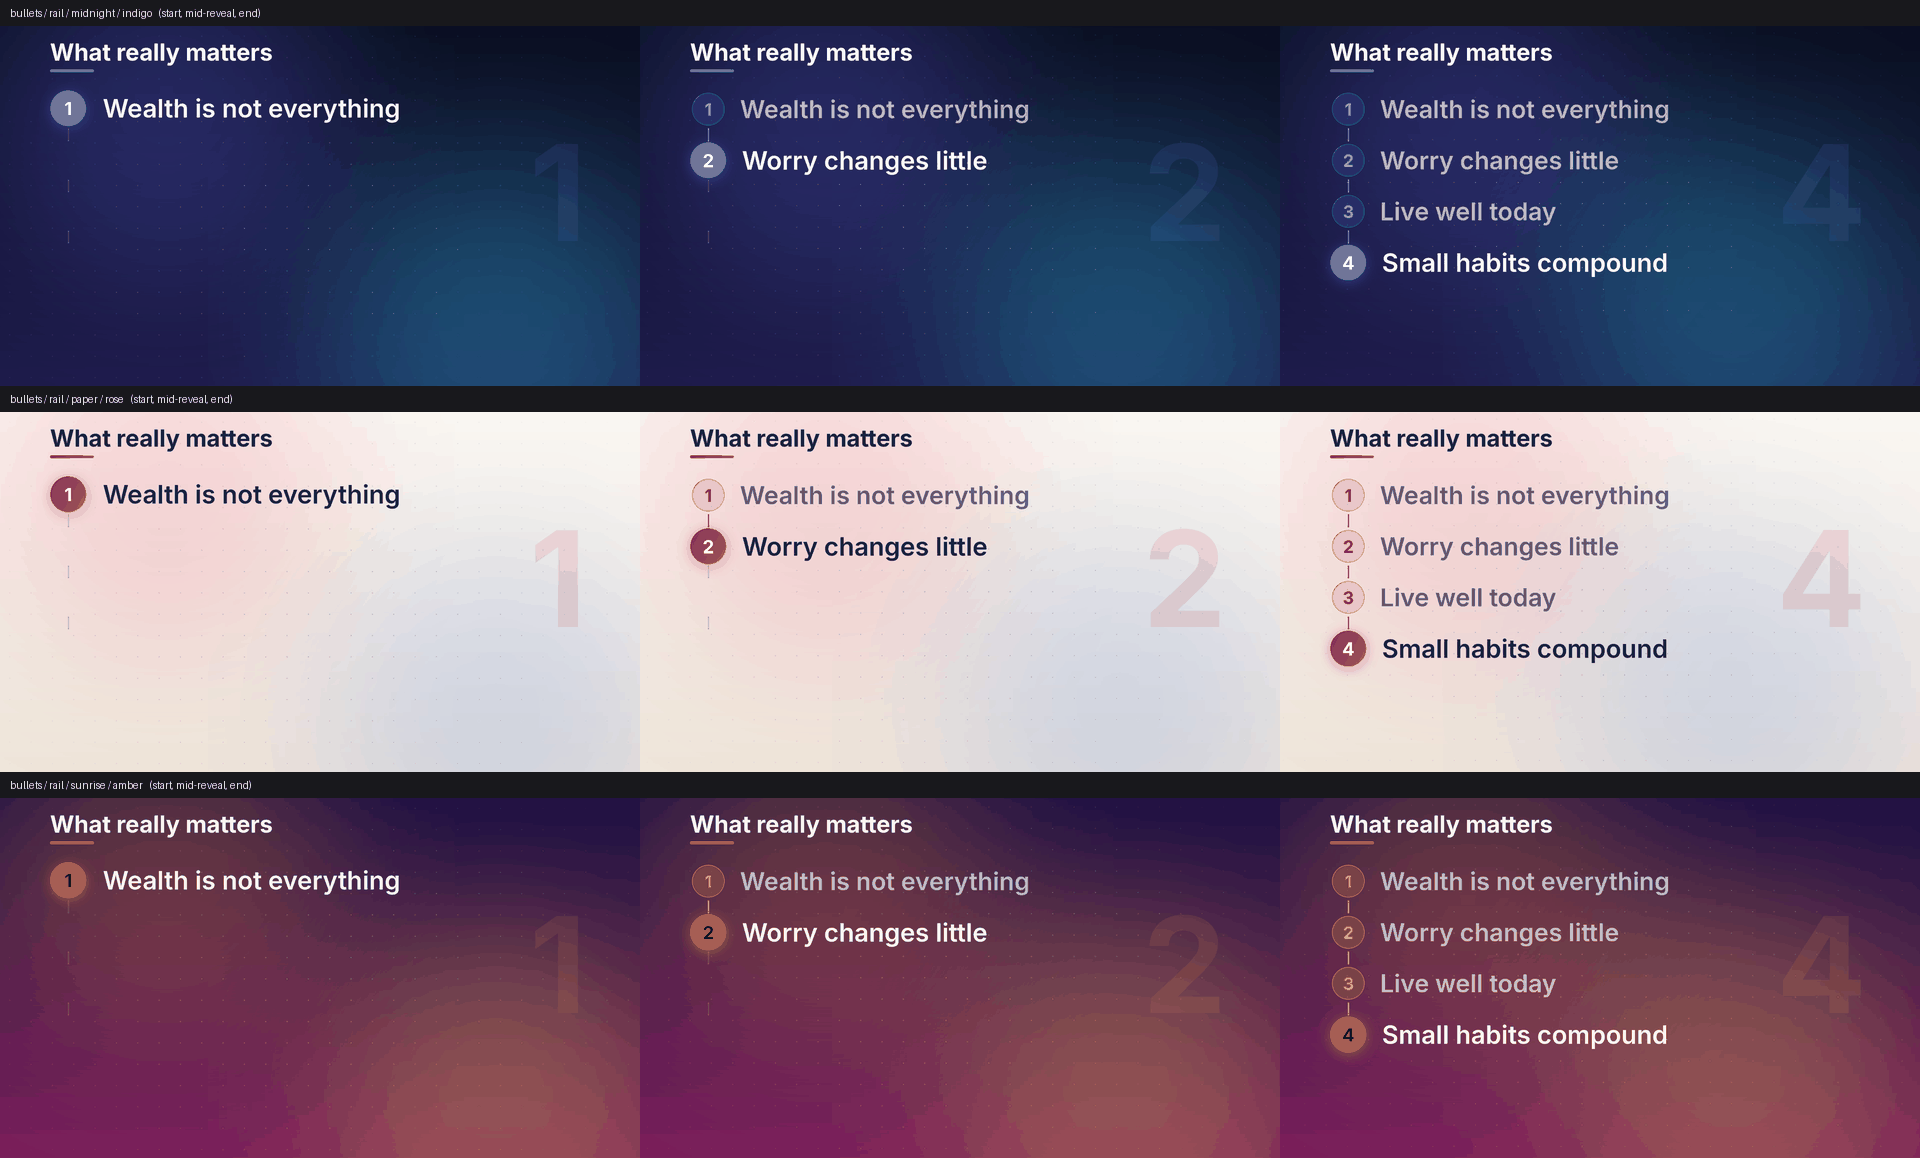 bullets / rail / midnight / indigo (start, mid-reveal, end)
What really matters
1 Wealth is not everything
1
What really matters
1 Wealth is not everything
2 Worry changes little
2
What really matters
1 Wealth is not everything
2 Worry changes little
3 Live well today
4 Small habits compound
4
bullets / rail / paper / rose (start, mid-reveal, end)
What really matters
1 Wealth is not everything
1
What really matters
1 Wealth is not everything
2 Worry changes little
2
What really matters
1 Wealth is not everything
2 Worry changes little
3 Live well today
4 Small habits compound
4
bullets / rail / sunrise / amber (start, mid-reveal, end)
What really matters
1 Wealth is not everything
1
What really matters
1 Wealth is not everything
2 Worry changes little
2
What really matters
1 Wealth is not everything
2 Worry changes little
3 Live well today
4 Small habits compound
4